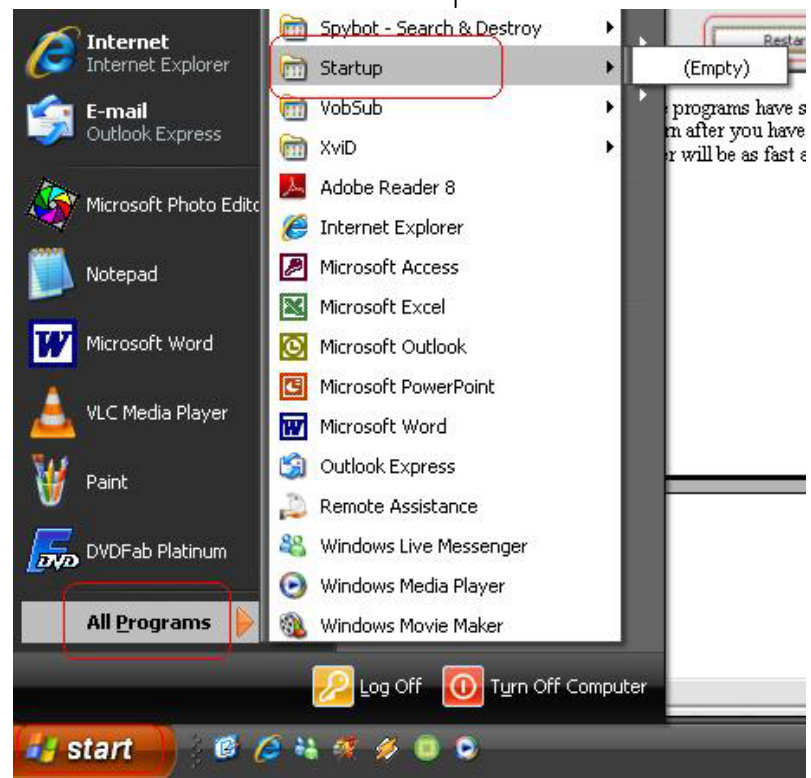 Internet
Internet Explorer
E-mail
Outlook Express
Microsoft Photo Edito
Notepad
Microsoft Word
VLC Media Player
Paint
DVDFab Platinum
All Programs
Spybot - Search & Destroy
Startup
VobSub
XviD
Adobe Reader 8
Internet Explorer
Microsoft Access
Microsoft Excel
Microsoft Outlook
Microsoft PowerPoint
Microsoft Word
Outlook Express
Remote Assistance
Windows Live Messenger
Windows Media Player
Windows Movie Maker
(Empty)
Restar
programs have s
after you have
will be as fast a
Log Off
Turn Off Computer
start